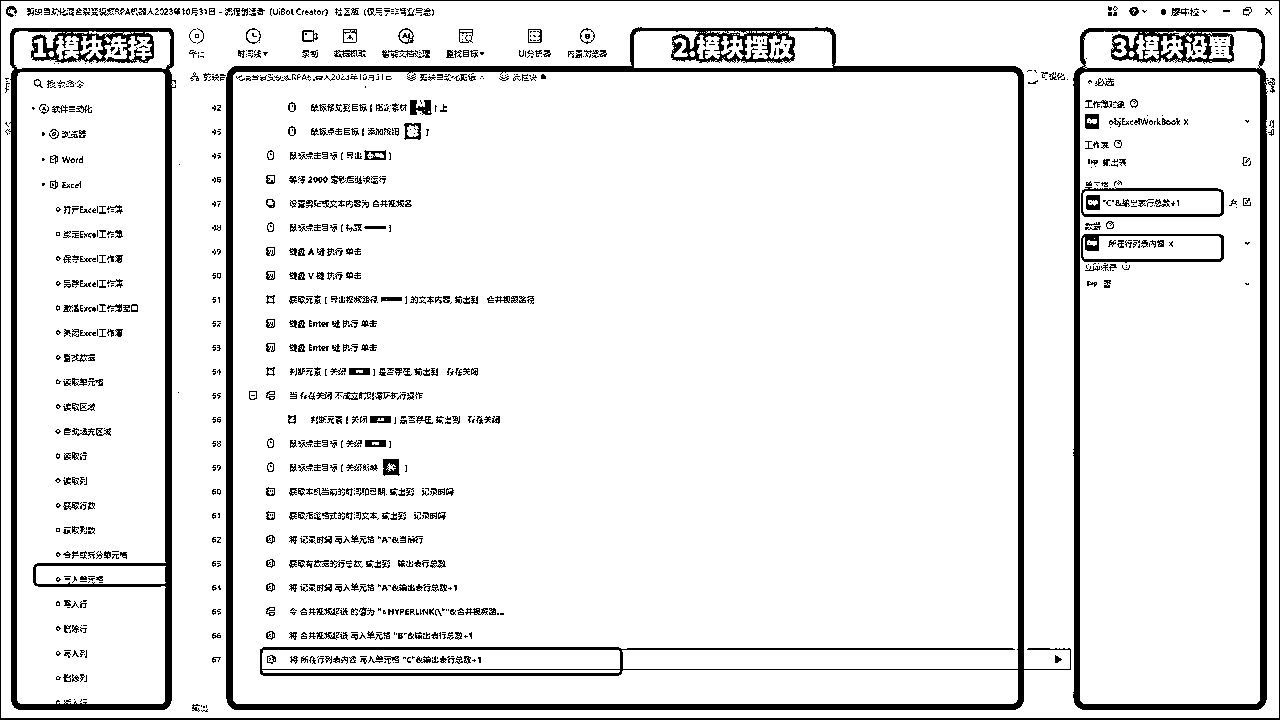 剪映自动化混合裂变视频RPA机器人2023年10月31日 - 流程创造者 (UiBot Creator) 社区版 (仅用于非商业用途)
1.模块选择
时间线
录制
数据抓取
智能文档处理
查找目标
UI分析器
内置浏览器
2.模块摆放
3.模块设置
搜索命令
软件自动化
浏览器
Word
Excel
打开Excel工作簿
绑定Excel工作簿
保存Excel工作簿
另存Excel工作簿
激活Excel工作簿窗口
关闭Excel工作簿
查找数据
读取单元格
读取区域
自动填充区域
读取行
读取列
获取行数
获取列数
合并或拆分单元格
写入单元格
写入行
删除行
写入列
删除列
插入行
42 鼠标移动到目标 [ 指定素材 ] 上
鼠标点击目标 [ 添加按钮 ]
鼠标点击目标 [ 导出 ]
46 等待 2000 毫秒后继续运行
47 设置剪贴板文本内容为 合并视频名
48 鼠标点击目标 [ 标题 ]
49 键盘 A 键 执行 单击
50 键盘 V 键 执行 单击
51 获取元素 [ 导出视频路径 ] 的文本内容, 输出到 合并视频路径
52 键盘 Enter 键 执行 单击
53 键盘 Enter 键 执行 单击
54 判断元素 [ 关闭 ] 是否存在, 输出到 存在关闭
55 当 存在关闭 不成立时则循环执行操作
56 判断元素 [ 关闭 ] 是否存在, 输出到 存在关闭
58 鼠标点击目标 [ 关闭 ]
59 鼠标点击目标 [ 关闭剪映 ]
60 获取本机当前的时间和日期, 输出到 记录时间
61 获取指定格式的时间文本, 输出到 记录时间
62 将 记录时间 写入单元格 "A"&当前行
63 获取有数据的行总数, 输出到 输出表行总数
64 将 记录时间 写入单元格 "A"&输出表行总数+1
65 令 合并视频超链 的值为 "=HYPERLINK(\""&合并视频路...
66 将 合并视频超链 写入单元格 "B"&输出表行总数+1
67 将 所在行列表内容 写入单元格 "C"&输出表行总数+1
输出
可视化
必选
工作簿对象
objExcelWorkBook X
工作表
输出表
单元格
"C"&输出表行总数+1
数据
所在行列表内容 X
立即保存
否